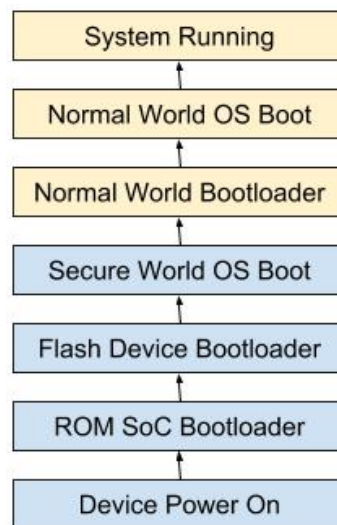 System Running
Normal World OS Boot
Normal World Bootloader
Secure World OS Boot
Flash Device Bootloader
ROM SoC Bootloader
Device Power On